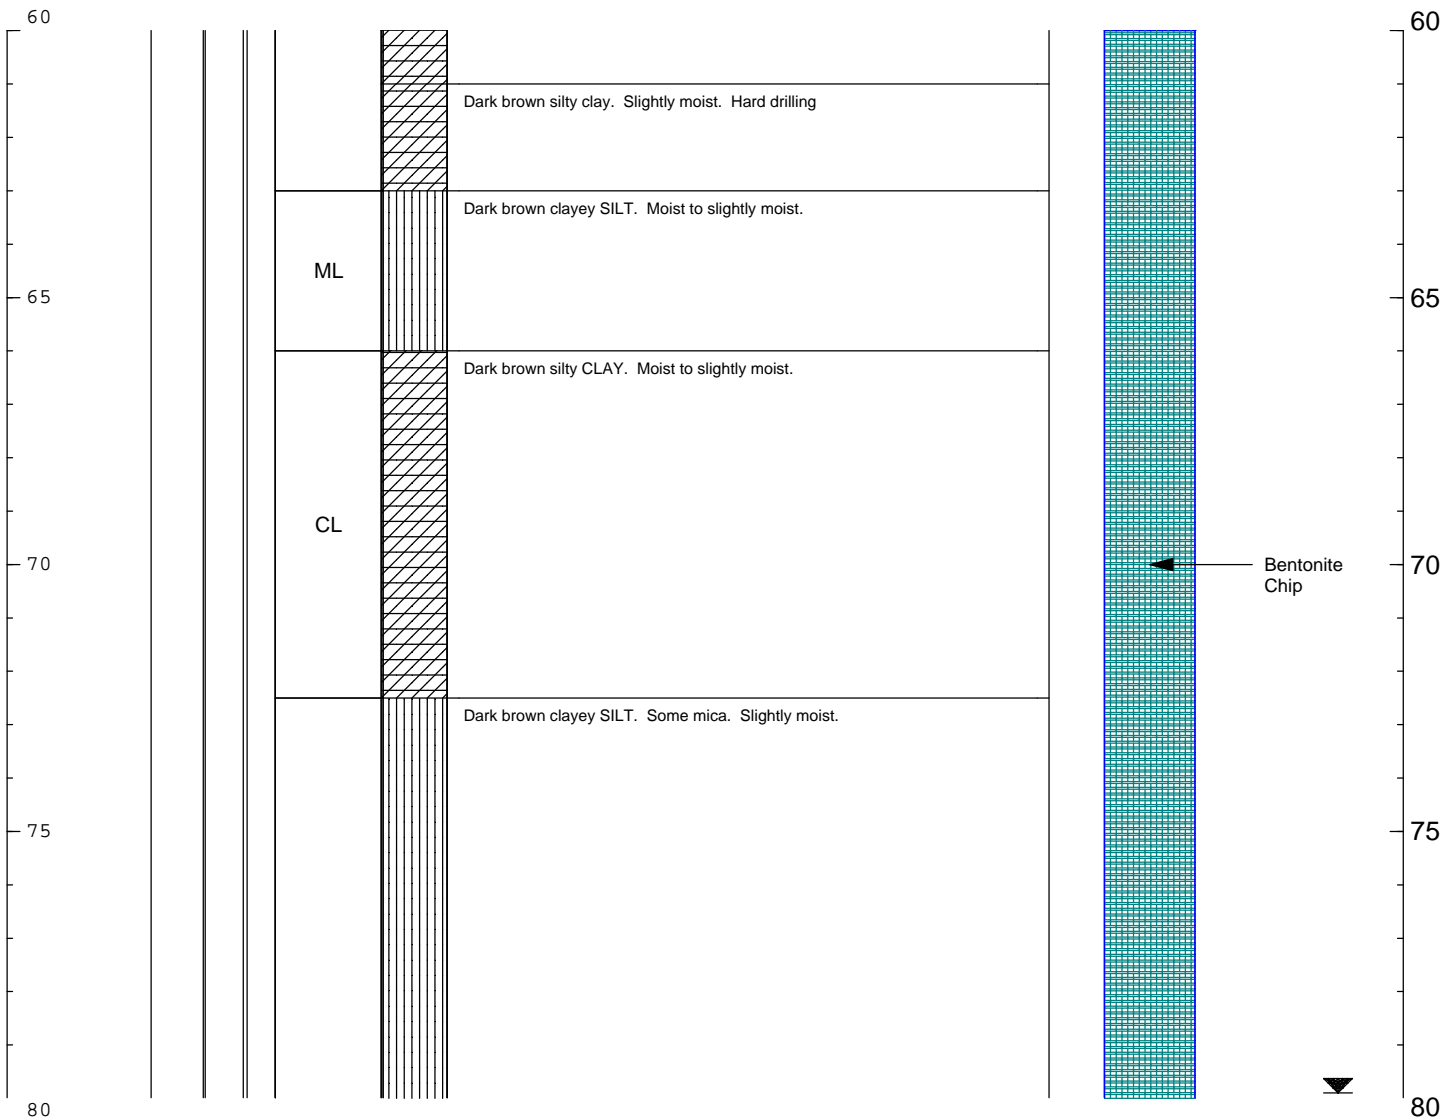 60
60
Dark brown silty clay.  Slightly moist.  Hard drilling
Dark brown clayey SILT.  Moist to slightly moist.
ML
65
65
Dark brown silty CLAY.  Moist to slightly moist.
CL
70
Bentonite
Chip
70
Dark brown clayey SILT.  Some mica.  Slightly moist.
75
75
80
80